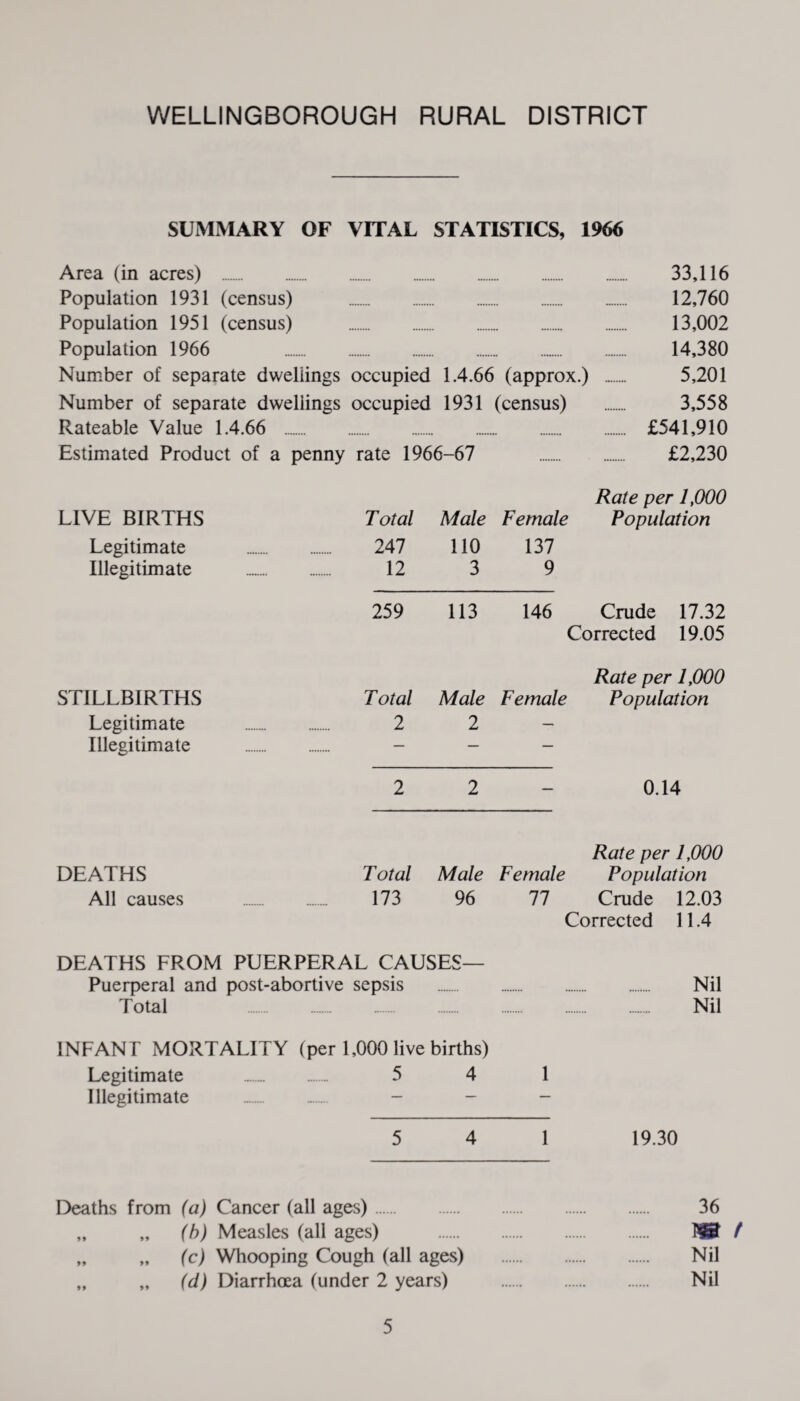 WELLINGBOROUGH RURAL DISTRICT
SUMMARY OF VITAL STATISTICS, 1966
Area (in acres) ...... ...... ...... ...... ...... ...... ...... 33,116
Population 1931 (census) ...... ...... ...... ...... ...... 12,760
Population 1951 (census) ...... ...... ...... ...... ...... 13,002
Population 1966 ...... ...... ...... ...... ...... ...... 14,380
Number of separate dwellings occupied 1.4.66 (approx.) ...... 5,201
Number of separate dwellings occupied 1931 (census) ...... 3,558
Rateable Value 1.4.66 ...... ...... ...... ...... ...... ...... £541,910
Estimated Product of a penny rate 1966–67 ...... ...... £2,230
Rate per 1,000
LIVE BIRTHS Total Male Female Population
Legitimate ...... ...... 247 110 137
Illegitimate ...... ...... 12 3 9
259 113 146 Crude 17.32
Corrected 19.05
Rate per 1,000
STILLBIRTHS Total Male Female Population
Legitimate ...... ...... 2 2 –
Illegitimate ...... ...... – – –
2 2 – 0.14
Rate per 1,000
DEATHS Total Male Female Population
All causes ...... ...... 173 96 77 Crude 12.03
Corrected 11.4
DEATHS FROM PUERPERAL CAUSES—
Puerperal and post-abortive sepsis ...... ...... ...... ...... Nil
Total ...... ...... ...... ...... ...... ...... ...... Nil
INFANT MORTALITY (per 1,000 live births)
Legitimate ...... ...... 5 4 1
Illegitimate ...... ...... – – –
5 4 1 19.30
Deaths from (a) Cancer (all ages) ...... ...... ...... ...... ...... 36
„ „ (b) Measles (all ages) ...... ...... ...... ...... /
„ „ (c) Whooping Cough (all ages) ...... ...... ...... Nil
„ „ (d) Diarrhœa (under 2 years) ...... ...... ...... Nil
5